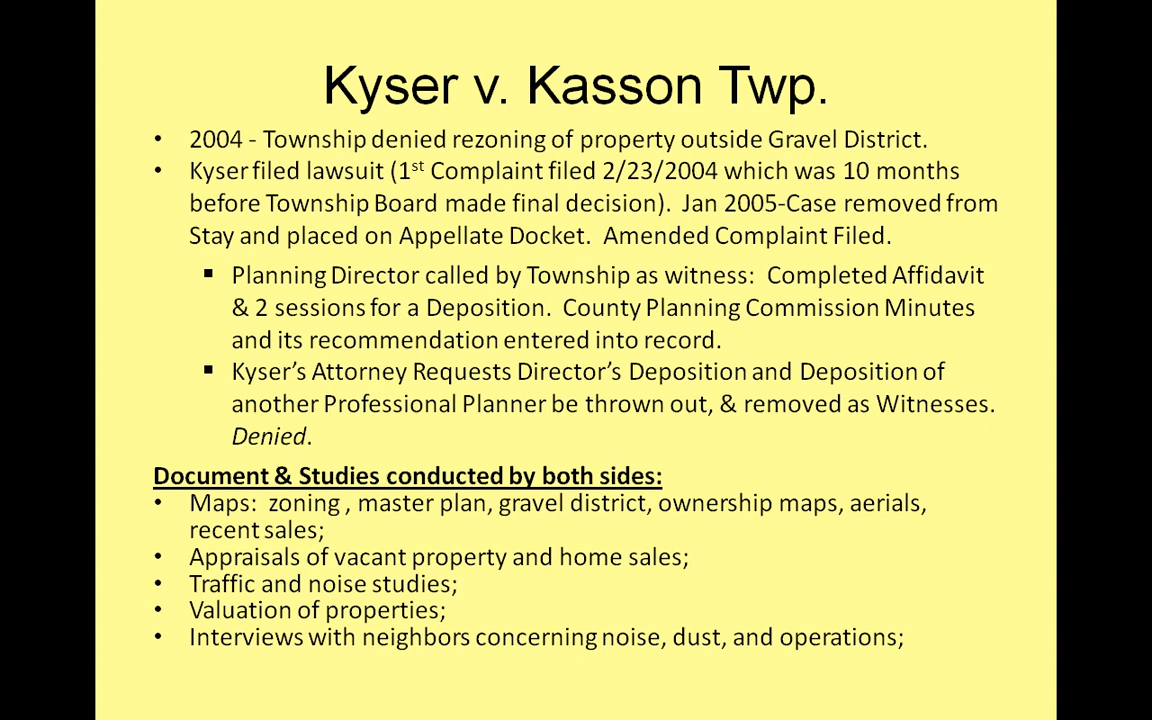 Kyser v. Kasson Twp.
• 2004 - Township denied rezoning of property outside Gravel District.
• Kyser filed lawsuit (1st Complaint filed 2/23/2004 which was 10 months
before Township Board made final decision). Jan 2005-Case removed from
Stay and placed on Appellate Docket. Amended Complaint Filed.
▪ Planning Director called by Township as witness: Completed Affidavit
& 2 sessions for a Deposition. County Planning Commission Minutes
and its recommendation entered into record.
▪ Kyser's Attorney Requests Director's Deposition and Deposition of
another Professional Planner be thrown out, & removed as Witnesses.
Denied.
Document & Studies conducted by both sides:
• Maps: zoning , master plan, gravel district, ownership maps, aerials,
recent sales;
• Appraisals of vacant property and home sales;
• Traffic and noise studies;
• Valuation of properties;
• Interviews with neighbors concerning noise, dust, and operations;